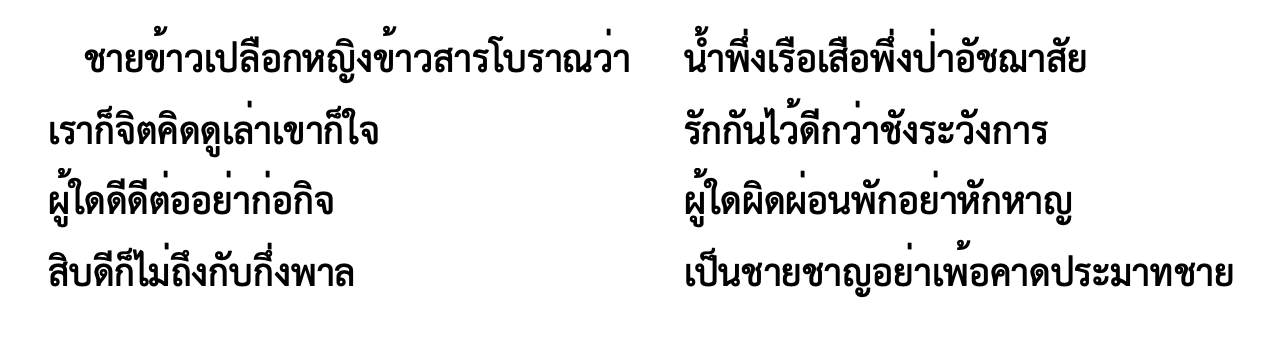 ชายข้าวเปลือกหญิงข้าวสารโบราณว่า น้ำพึ่งเรือเสือพึ่งป่าอัชฌาสัย
เราก็จิตคิดดูเล่าเขาก็ใจ รักกันไว้ดีกว่าชังระวังการ
ผู้ใดดีดีต่ออย่าก่อกิจ ผู้ใดผิดผ่อนพักอย่าหักหาญ
สิบดีก็ไม่ถึงกับกึ่งพาล เป็นชายชาญอย่าเพ้อคาดประมาทชาย